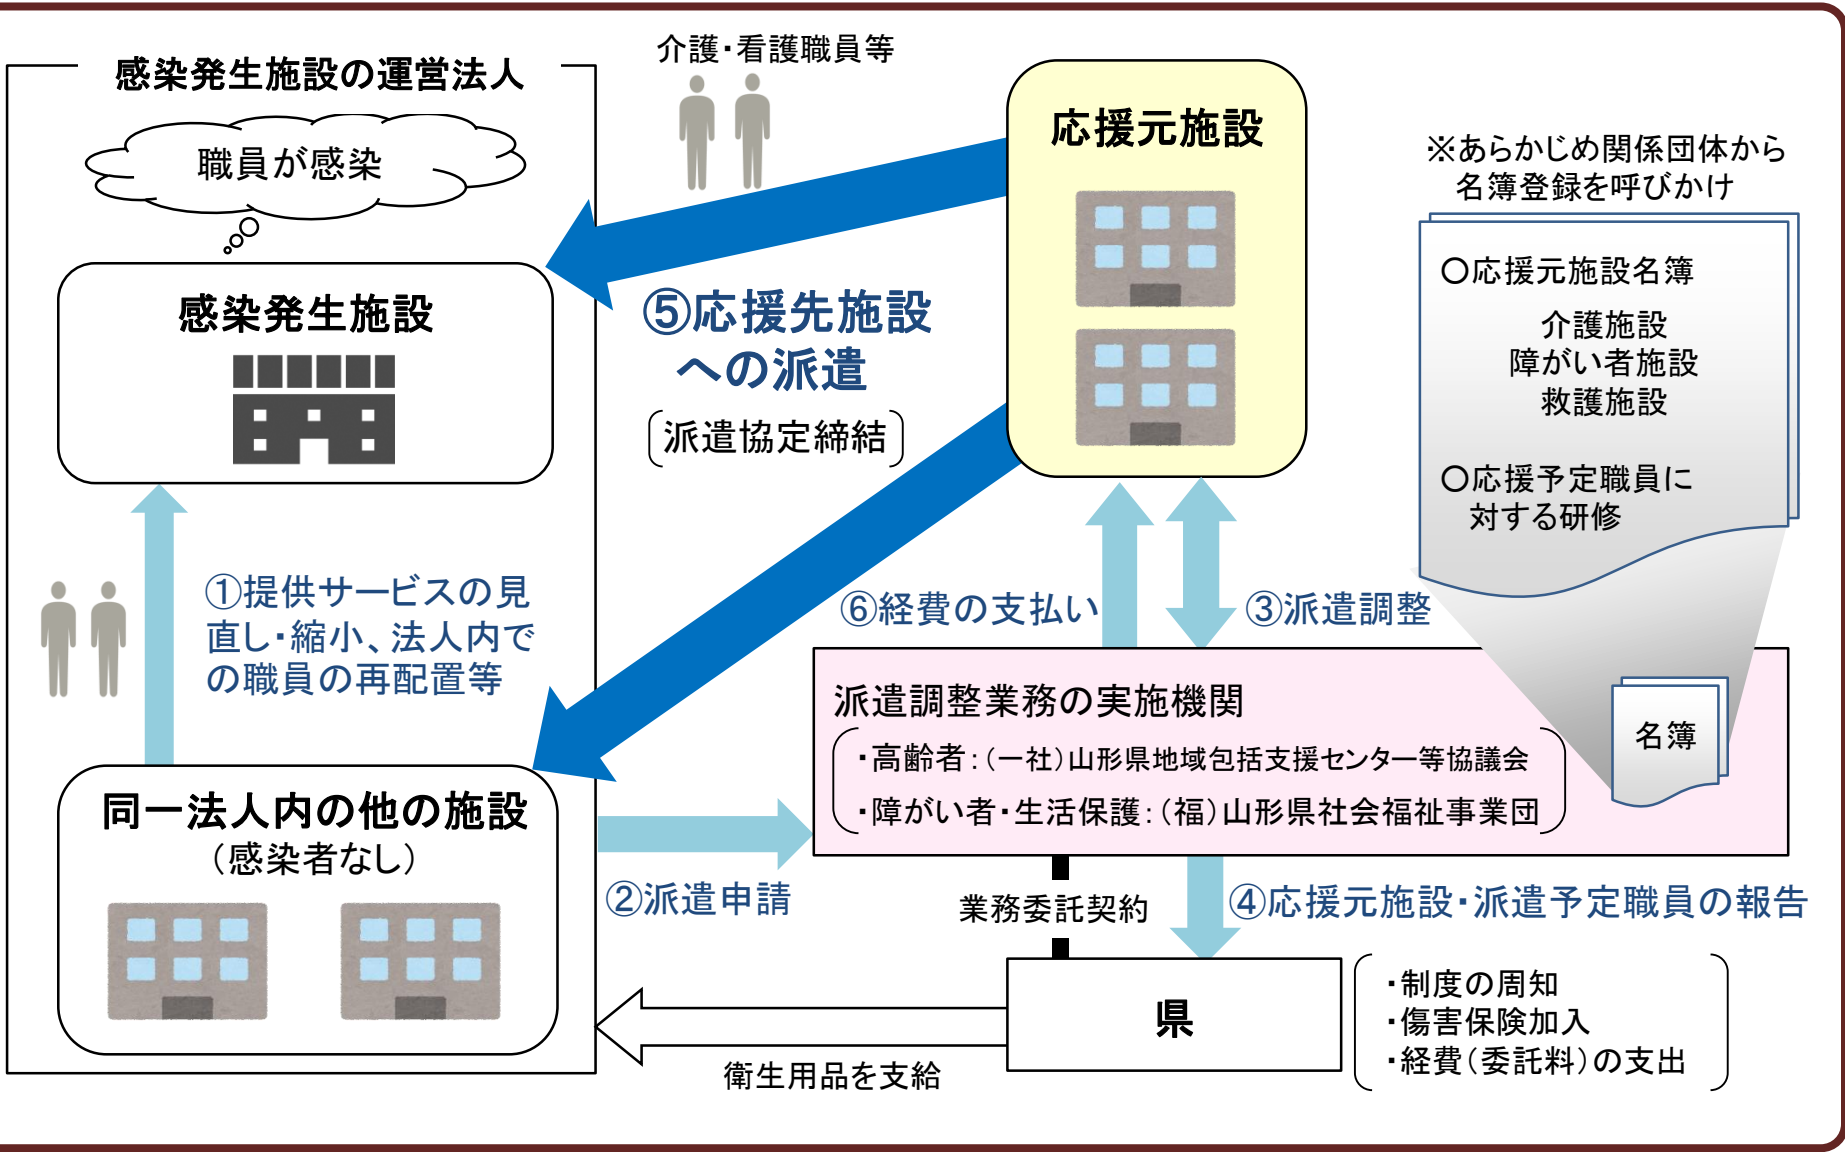 感染発生施設の運営法人
職員が感染
感染発生施設
①提供サービスの見
直し・縮小、法人内で
の職員の再配置等
同一法人内の他の施設
（感染者なし）
介護・看護職員等
⑤応援先施設
への派遣
派遣協定締結
応援元施設
※あらかじめ関係団体から
名簿登録を呼びかけ
〇応援元施設名簿
介護施設
障がい者施設
救護施設
〇応援予定職員に
対する研修
⑥経費の支払い
③派遣調整
派遣調整業務の実施機関
・高齢者：（一社）山形県地域包括支援センター等協議会
・障がい者・生活保護：（福）山形県社会福祉事業団
名簿
②派遣申請
業務委託契約
④応援元施設・派遣予定職員の報告
県
・制度の周知
・傷害保険加入
・経費（委託料）の支出
衛生用品を支給